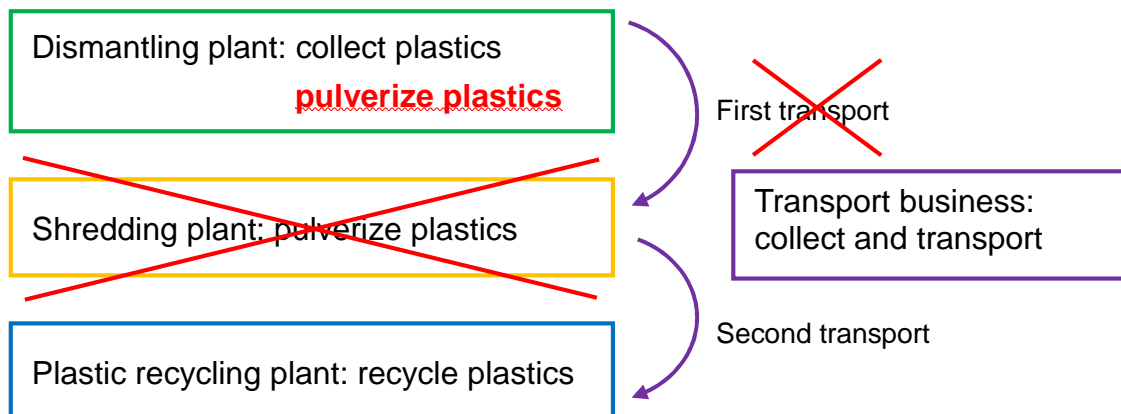 Dismantling plant: collect plastics
pulverize plastics
First transport
Transport business:
collect and transport
Shredding plant: pulverize plastics
Second transport
Plastic recycling plant: recycle plastics